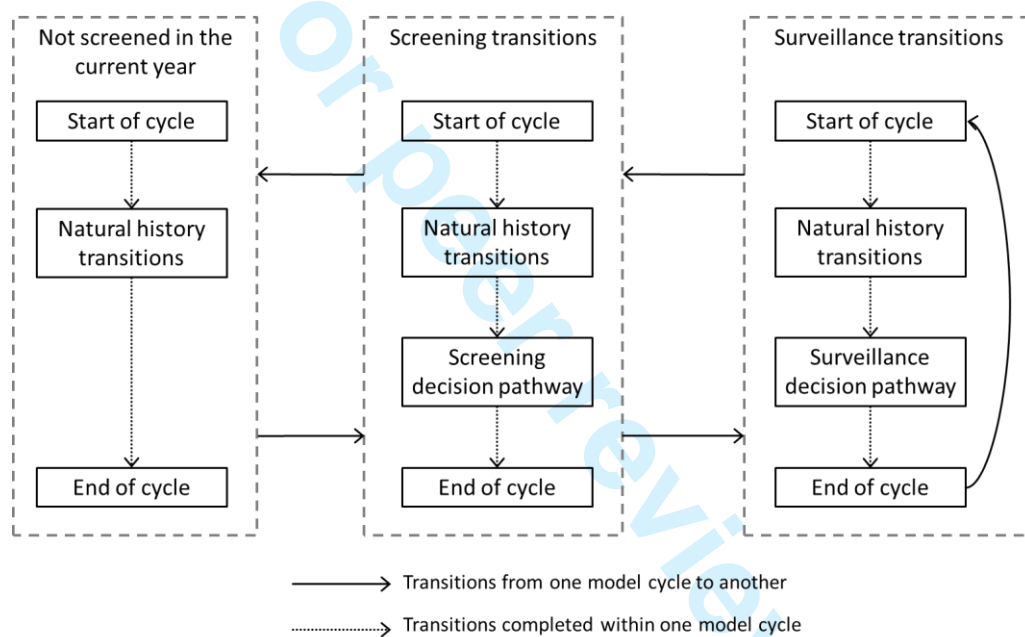 Not screened in the
current year
Start of cycle
Natural history
transitions
End of cycle
Screening transitions
Start of cycle
Natural history
transitions
Screening
decision pathway
End of cycle
Surveillance transitions
Start of cycle
Natural history
transitions
Surveillance
decision pathway
End of cycle
Transitions from one model cycle to another
Transitions completed within one model cycle
or peer review